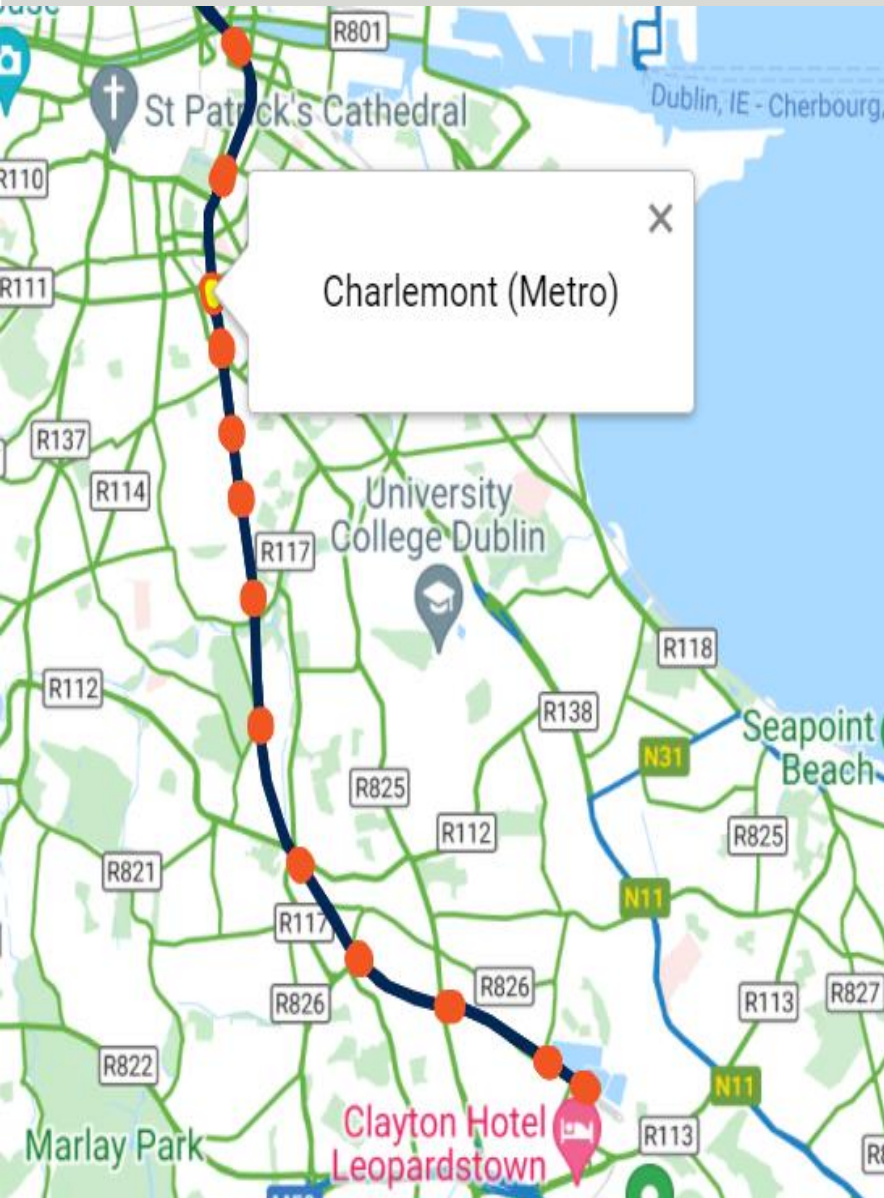 R801
St Patrick's Cathedral
Dublin, IE - Cherbourg,
R110
Charlemont (Metro)
R111
R137
R114
University
College Dublin
R117
R118
R112
R138
Seapoint
Beach
N31
R825
R112
R825
R821
N11
R117
R826
R826
R113
R827
R822
N11
Clayton Hotel
Leopardstown
R113
Marlay Park